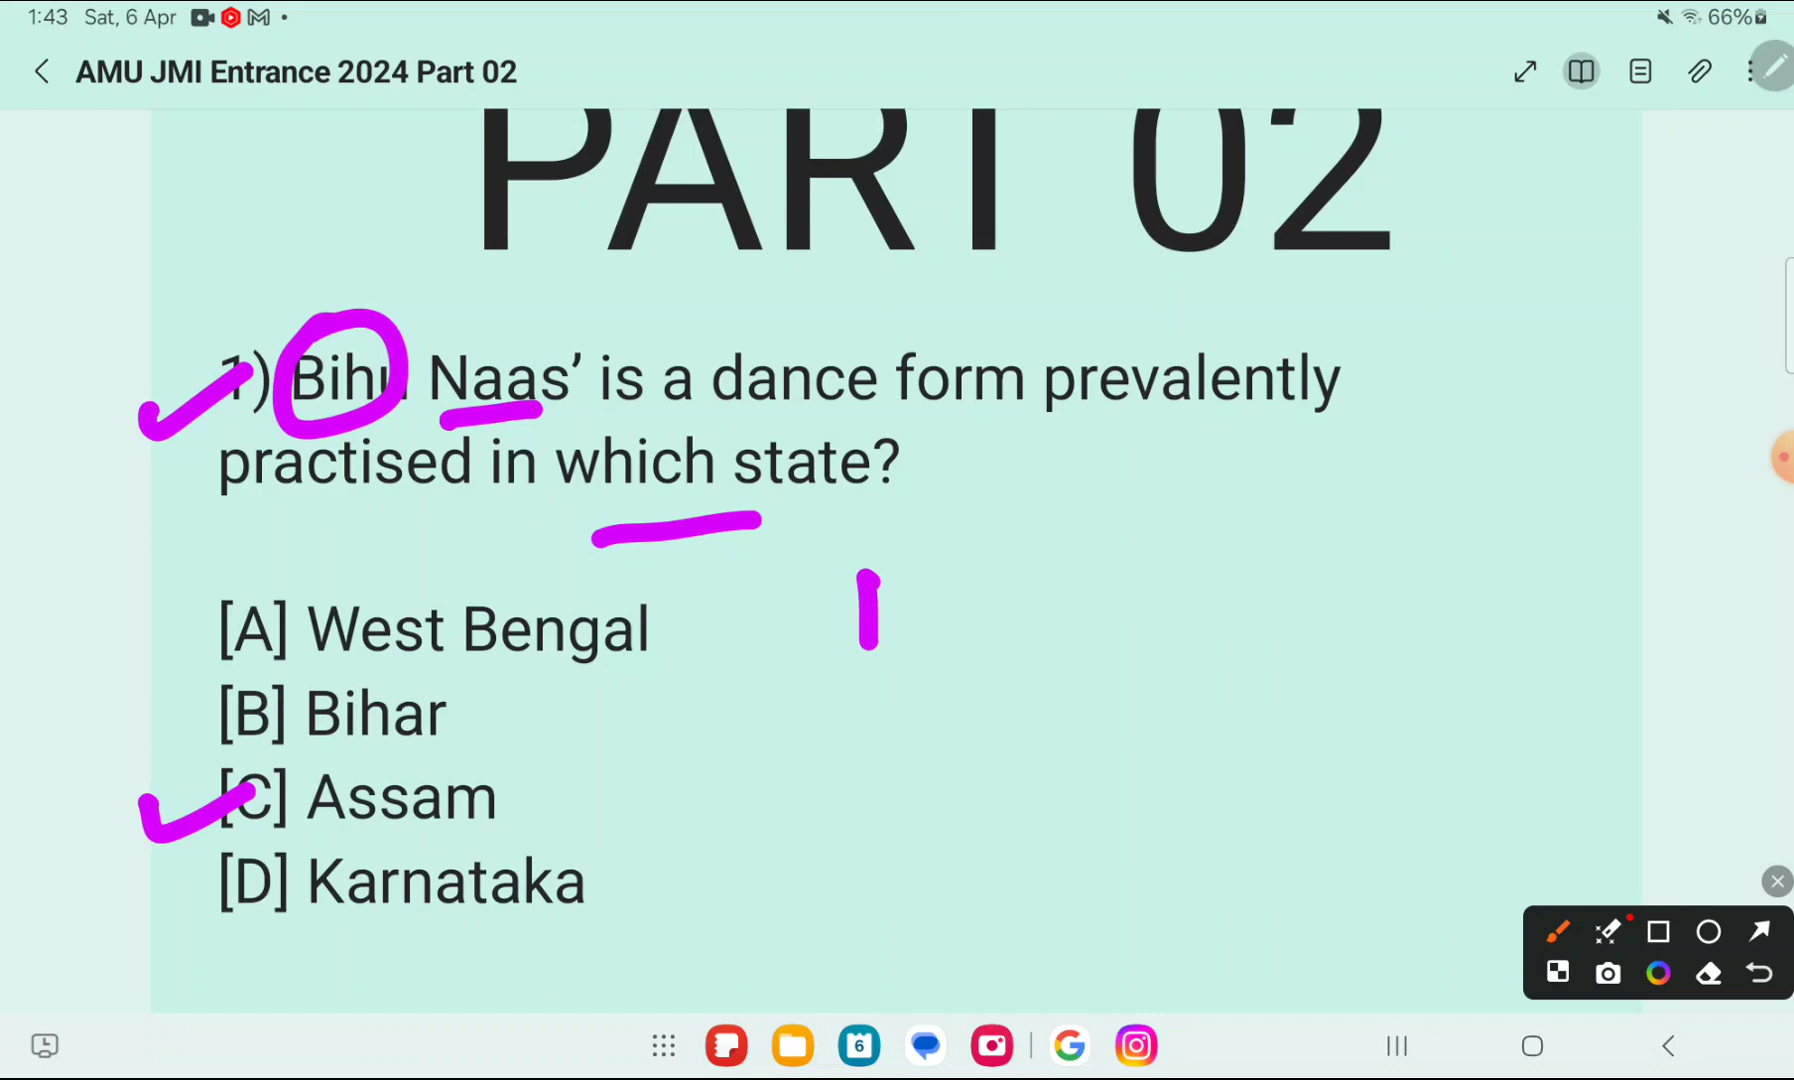 1:43 Sat, 6 Apr
66%
AMU JMI Entrance 2024 Part 02
PART 02
1) Bihu Naas’ is a dance form prevalently
practised in which state?
[A] West Bengal
[B] Bihar
[C] Assam
[D] Karnataka
6